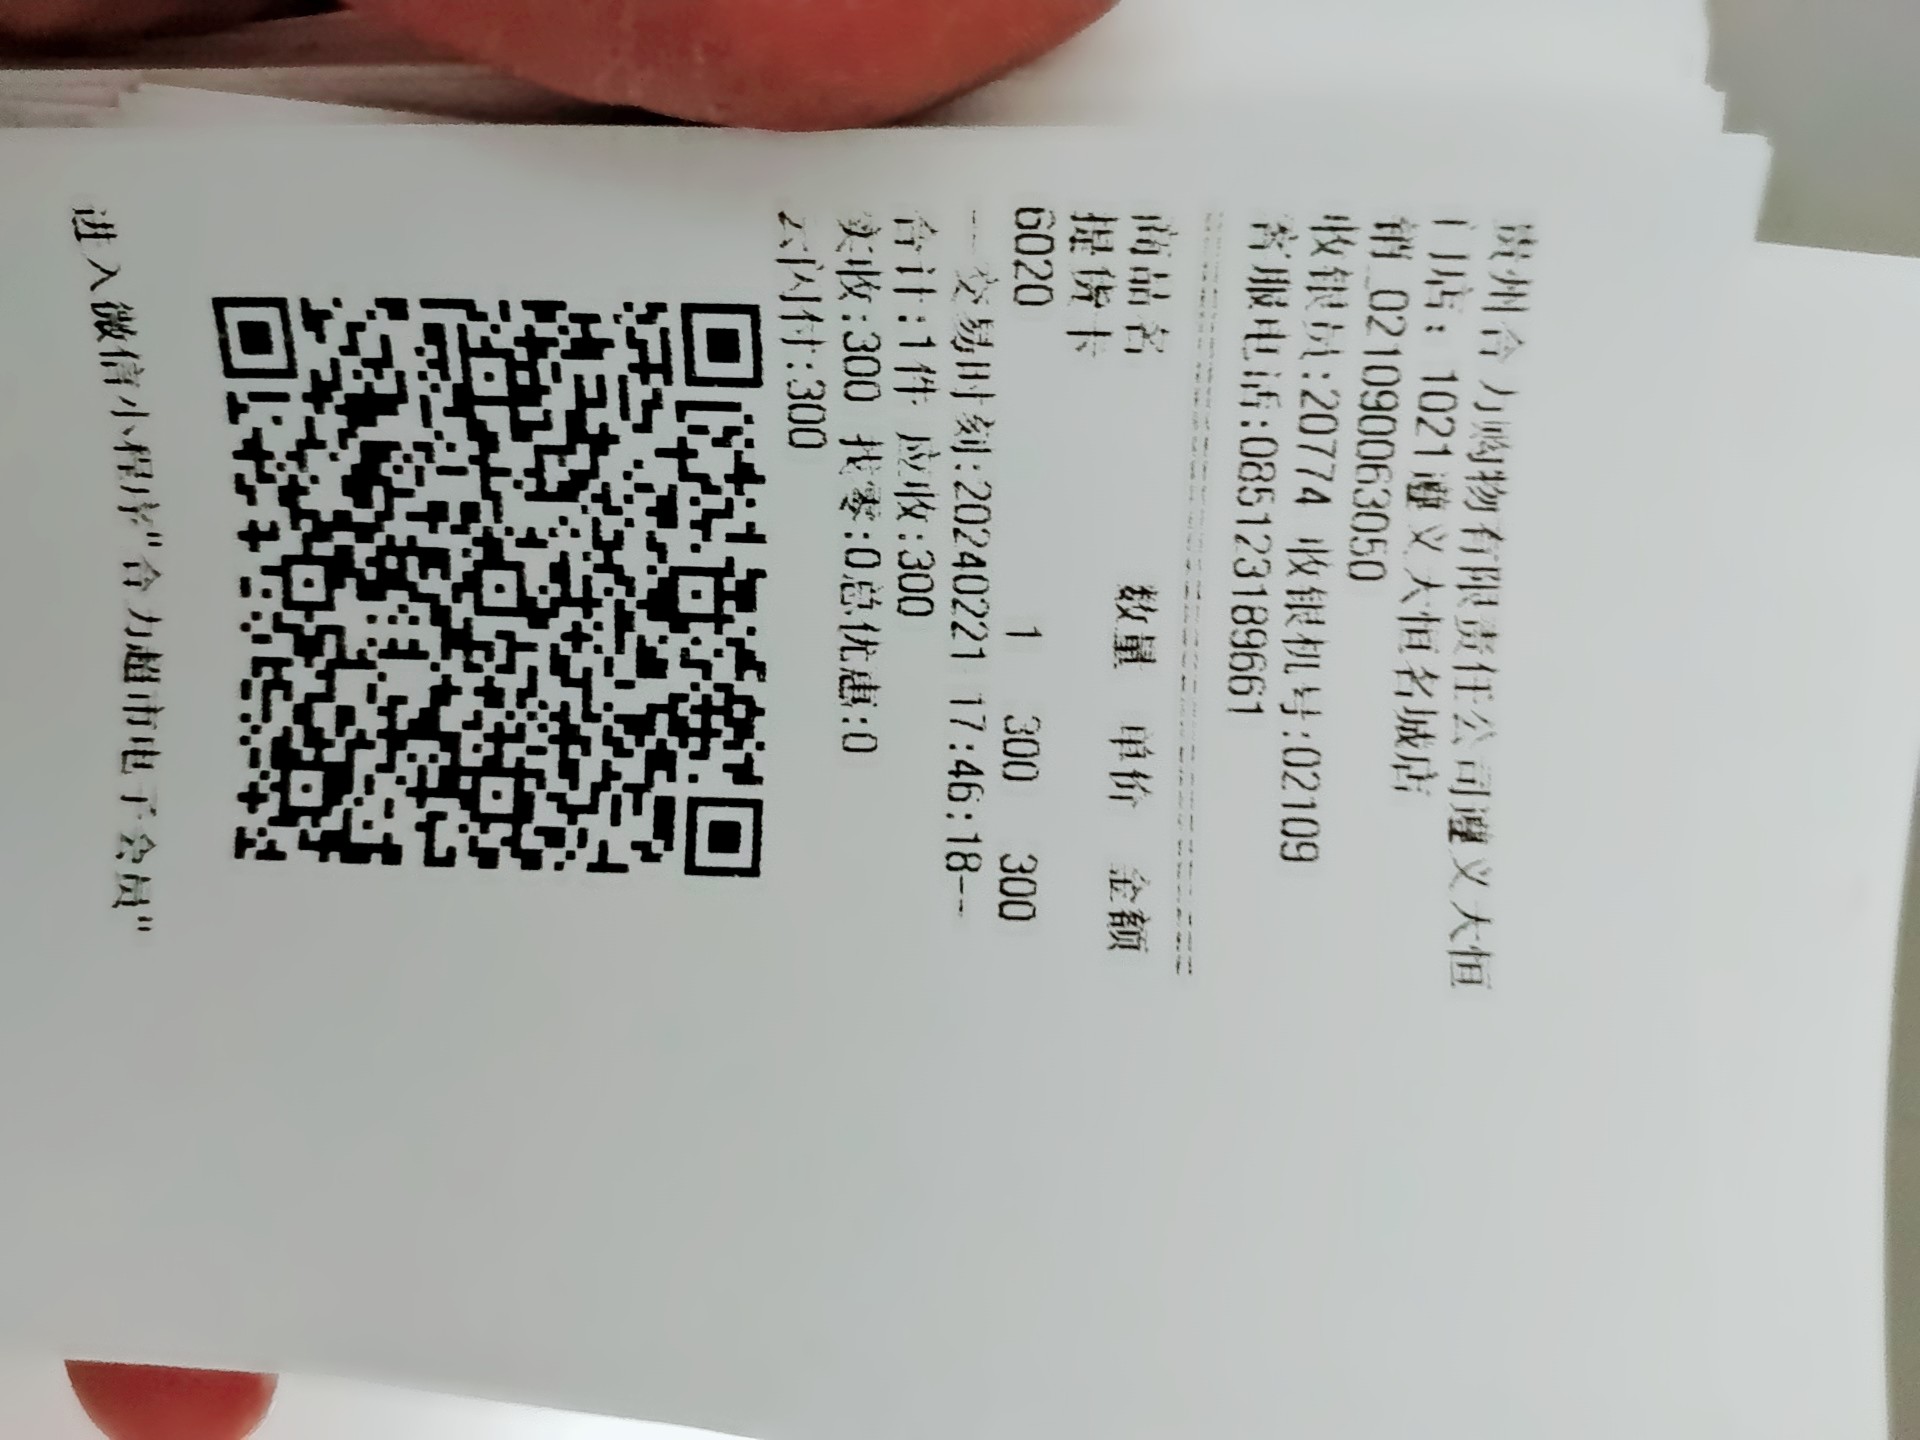 贵州合力购物有限责任公司遵义大恒
门店: 1021遵义大恒名城店
销_021090063050
收银员:20774 收银机号:02109
客服电话:085123189661
商品名 数量 单价 金额
提货卡
6020 1 300 300
---交易时刻:20240221 17:46:18---
合计:1件 应收:300
实收:300 找零:0总优惠:0
云闪付:300
进入微信小程序"合力超市电子会员"